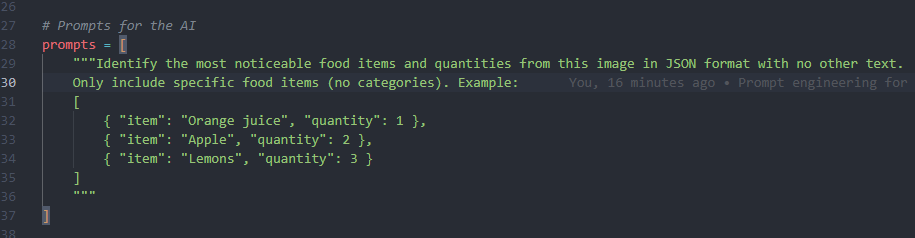 26
27 # Prompts for the AI
28 prompts = [
29 """Identify the most noticeable food items and quantities from this image in JSON format with no other text.
30 Only include specific food items (no categories). Example: You, 16 minutes ago • Prompt engineering for
31 [
32 { "item": "Orange juice", "quantity": 1 },
33 { "item": "Apple", "quantity": 2 },
34 { "item": "Lemons", "quantity": 3 }
35 ]
36 """
37 ]
38